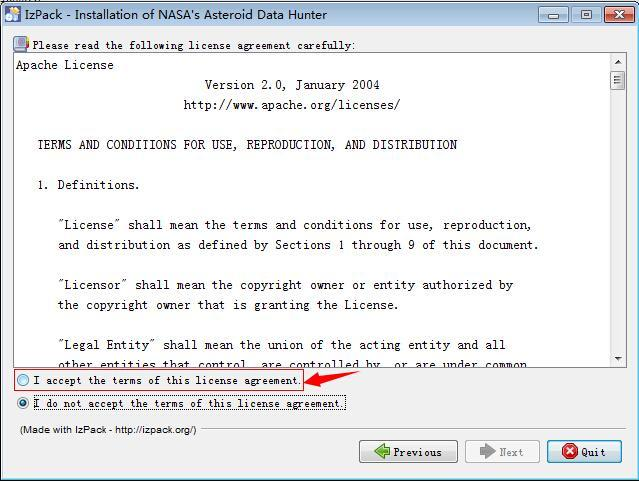 IzPack - Installation of NASA's Asteroid Data Hunter
Please read the following license agreement carefully:
Apache License
Version 2.0, January 2004
http://www.apache.org/licenses/
TERMS AND CONDITIONS FOR USE, REPRODUCTION, AND DISTRIBUTION
1. Definitions.
"License" shall mean the terms and conditions for use, reproduction,
and distribution as defined by Sections 1 through 9 of this document.
"Licensor" shall mean the copyright owner or entity authorized by
the copyright owner that is granting the License.
"Legal Entity" shall mean the union of the acting entity and all
other entities that control, are controlled by, or are under common
I accept the terms of this license agreement.
I do not accept the terms of this license agreement.
(Made with IzPack - http://izpack.org/)
Previous
Next
Quit